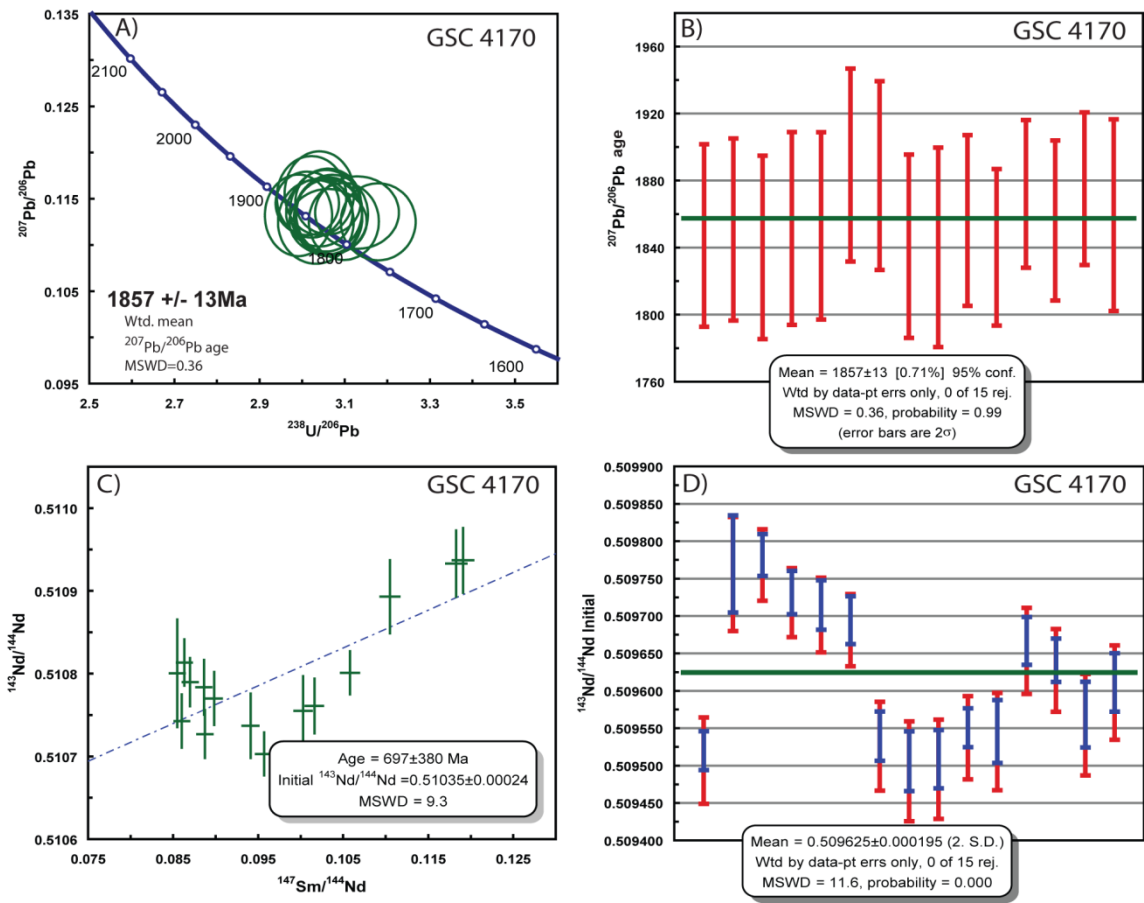 A)
GSC 4170
0.135
0.125
0.115
0.105
0.095
²⁰⁷Pb/²⁰⁶Pb
2100
2000
1900
1800
1700
1600
1857 +/- 13Ma
Wtd. mean
²⁰⁷Pb/²⁰⁶Pb age
MSWD=0.36
2.5 2.7 2.9 3.1 3.3 3.5
²³⁸U/²⁰⁶Pb
B)
GSC 4170
1960
1920
1880
1840
1800
1760
²⁰⁷Pb/²⁰⁶Pb age
Mean = 1857±13 [0.71%] 95% conf.
Wtd by data-pt errs only, 0 of 15 rej.
MSWD = 0.36, probability = 0.99
(error bars are 2σ)
C)
GSC 4170
0.5110
0.5109
0.5108
0.5107
0.5106
¹⁴³Nd/¹⁴⁴Nd
Age = 697±380 Ma
Initial ¹⁴³Nd/¹⁴⁴Nd =0.51035±0.00024
MSWD = 9.3
0.075 0.085 0.095 0.105 0.115 0.125
¹⁴⁷Sm/¹⁴⁴Nd
D)
GSC 4170
0.509900
0.509850
0.509800
0.509750
0.509700
0.509650
0.509600
0.509550
0.509500
0.509450
0.509400
¹⁴³Nd/¹⁴⁴Nd Initial
Mean = 0.509625±0.000195 (2. S.D.)
Wtd by data-pt errs only, 0 of 15 rej.
MSWD = 11.6, probability = 0.000